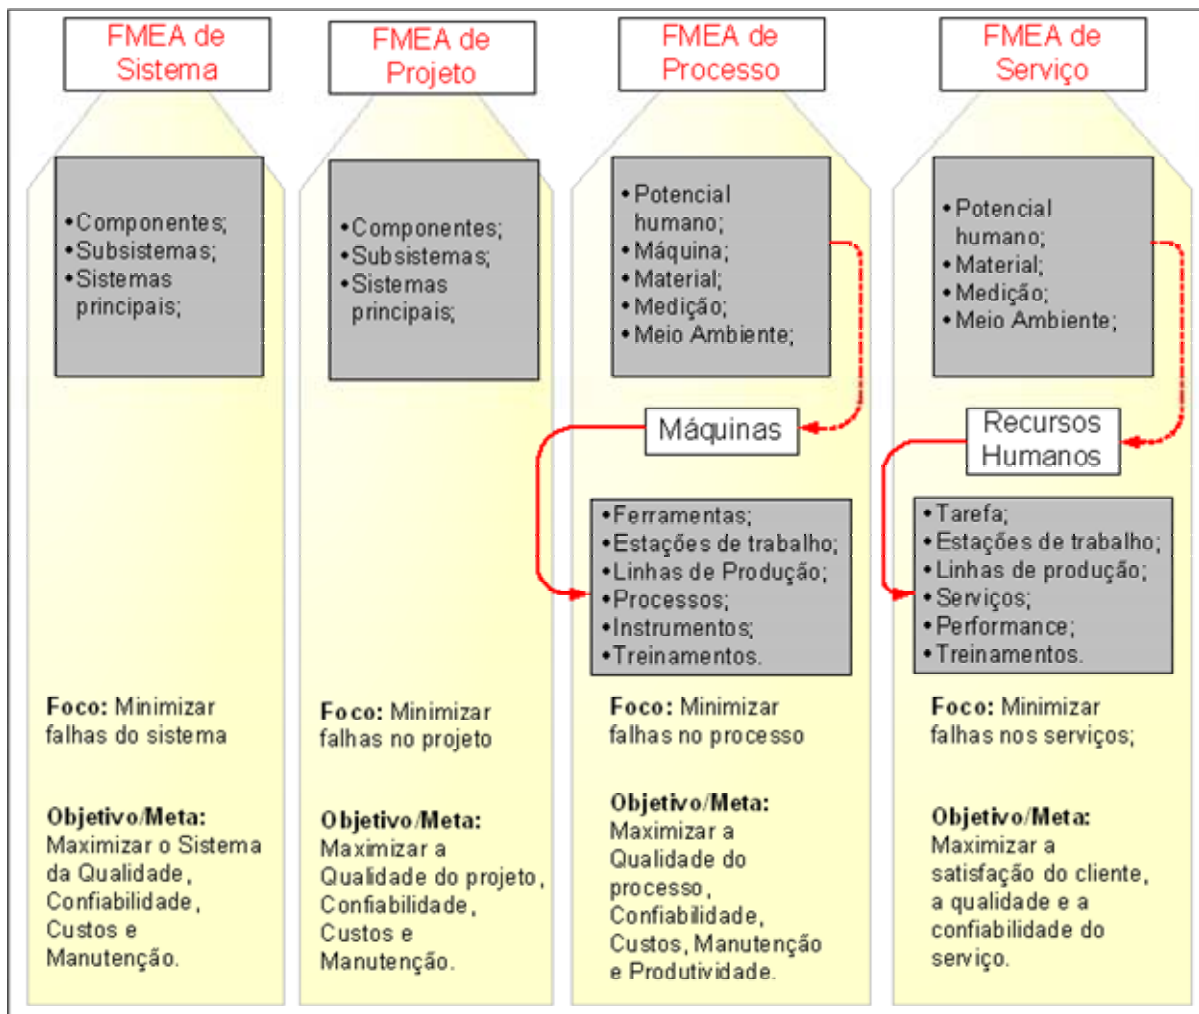 FMEA de
Sistema
•Componentes;
•Subsistemas;
•Sistemas
principais;
Foco: Minimizar
falhas do sistema
Objetivo/Meta:
Maximizar o Sistema
da Qualidade,
Confiabilidade,
Custos e
Manutenção.
FMEA de
Projeto
•Componentes;
•Subsistemas;
•Sistemas
principais;
Foco: Minimizar
falhas no projeto
Objetivo/Meta:
Maximizar a
Qualidade do projeto,
Confiabilidade,
Custos e
Manutenção.
FMEA de
Processo
•Potencial
humano;
•Máquina;
•Material;
•Medição;
•Meio Ambiente;
Máquinas
•Ferramentas;
•Estações de trabalho;
•Linhas de Produção;
•Processos;
•Instrumentos;
•Treinamentos.
Foco: Minimizar
falhas no processo
Objetivo/Meta:
Maximizar a
Qualidade do
processo,
Confiabilidade,
Custos, Manutenção
e Produtividade.
FMEA de
Serviço
•Potencial
humano;
•Material;
•Medição;
•Meio Ambiente;
Recursos
Humanos
•Tarefa;
•Estações de trabalho;
•Linhas de produção;
•Serviços;
•Performance;
•Treinamentos.
Foco: Minimizar
falhas nos serviços;
Objetivo/Meta:
Maximizar a
satisfação do cliente,
a qualidade e a
confiabilidade do
serviço.